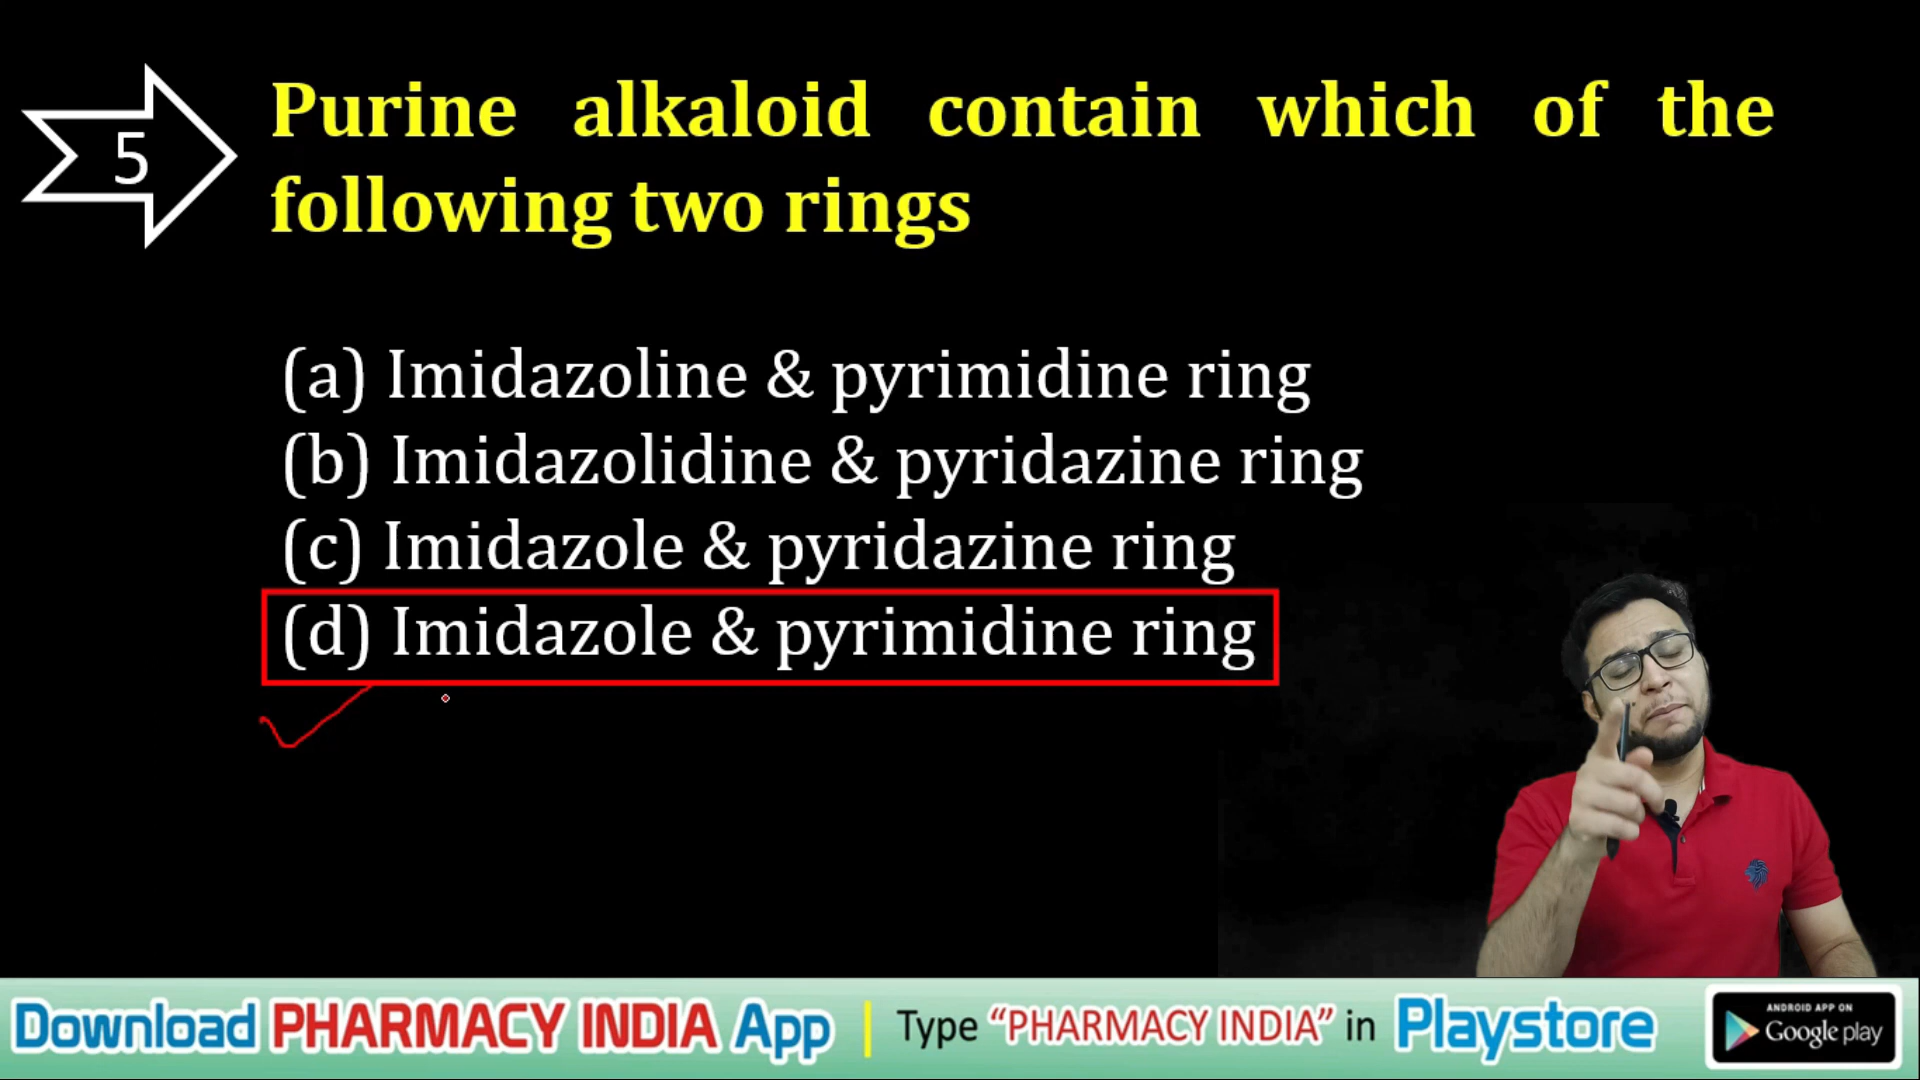 5
Purine alkaloid contain which of the
following two rings
(a) Imidazoline & pyrimidine ring
(b) Imidazolidine & pyridazine ring
(c) Imidazole & pyridazine ring
(d) Imidazole & pyrimidine ring
Download PHARMACY INDIA App | Type “PHARMACY INDIA” in Playstore
ANDROID APP ON
Google play